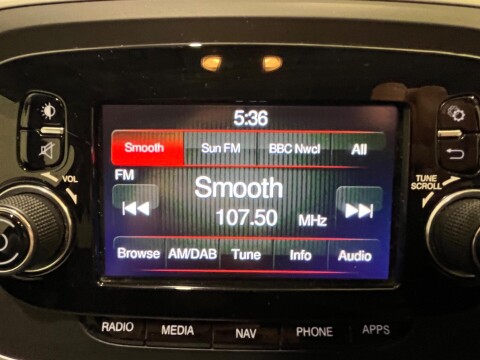 5:36
Smooth Sun FM BBC Nwcl All
FM
VOL
Smooth
TUNE
SCROLL
107.50 MHz
Browse AM/DAB Tune Info Audio
RADIO MEDIA NAV PHONE APPS